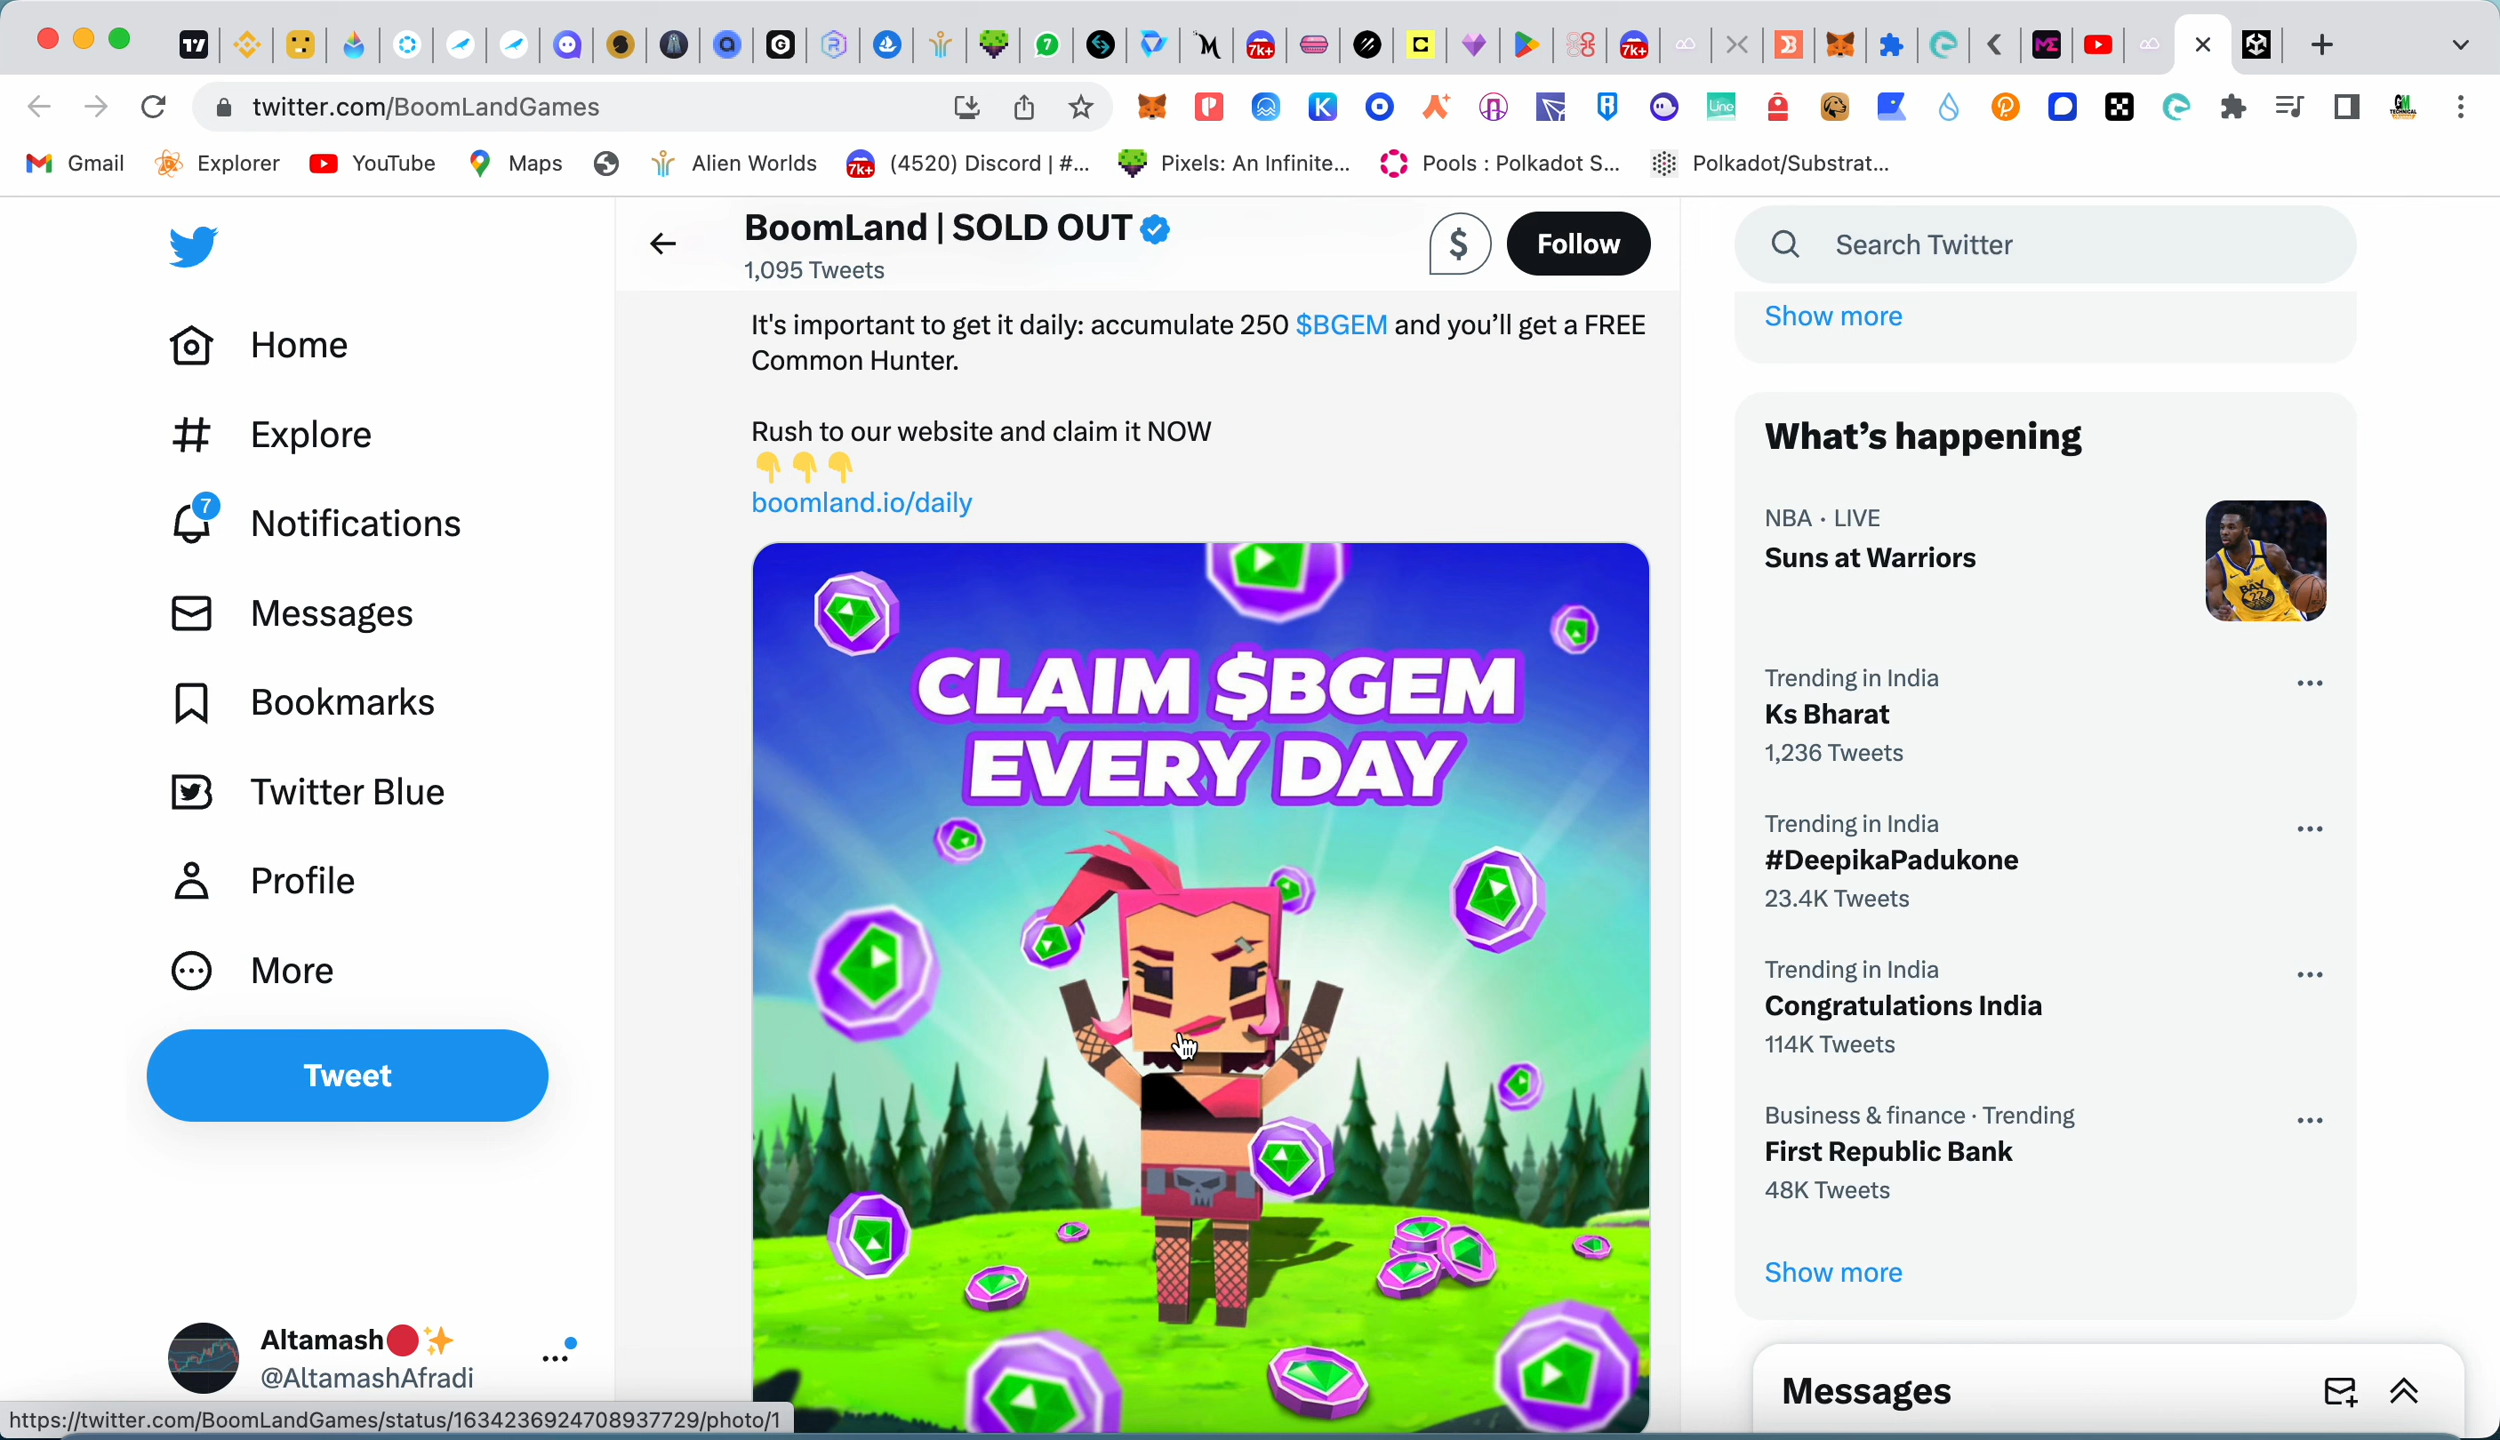 twitter.com/BoomLandGames
Gmail
Explorer
YouTube
Maps
Alien Worlds
(4520) Discord | #...
Pixels: An Infinite...
Pools : Polkadot S...
Polkadot/Substrat...
BoomLand | SOLD OUT
1,095 Tweets
$
Follow
Search Twitter
Home
Explore
7
Notifications
Messages
Bookmarks
Twitter Blue
Profile
More
Tweet
Altamash
@AltamashAfradi
It's important to get it daily: accumulate 250 $BGEM and you’ll get a FREE
Common Hunter.
Rush to our website and claim it NOW
👇👇👇
boomland.io/daily
CLAIM $BGEM
EVERY DAY
Show more
What’s happening
NBA · LIVE
Suns at Warriors
Trending in India
Ks Bharat
1,236 Tweets
Trending in India
#DeepikaPadukone
23.4K Tweets
Trending in India
Congratulations India
114K Tweets
Business & finance · Trending
First Republic Bank
48K Tweets
Show more
Messages
https://twitter.com/BoomLandGames/status/1634236924708937729/photo/1